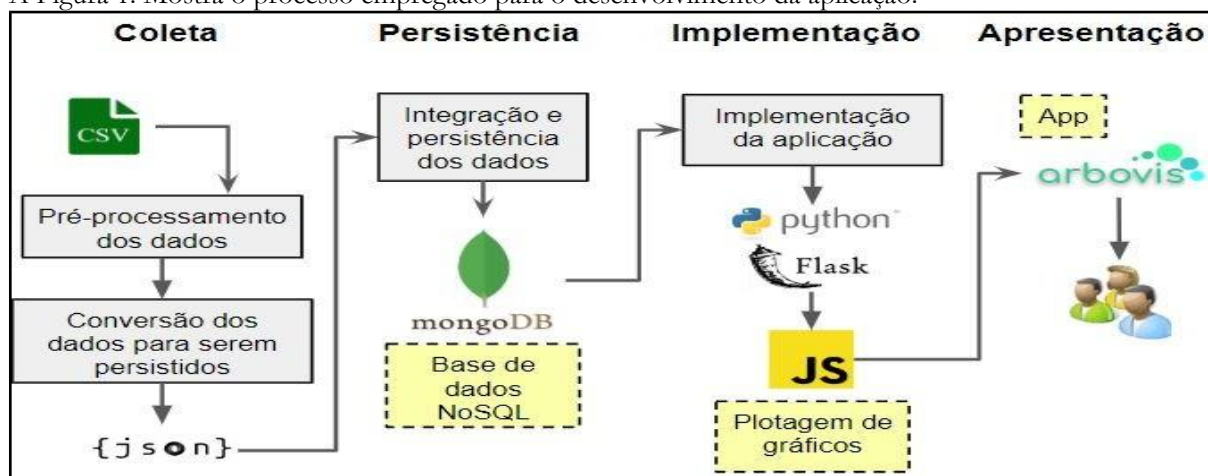 A Figura 1: Mostra o processo empregado para o desenvolvimento da aplicação.
Coleta
Persistência
Implementação
Apresentação
CSV
Pré-processamento
dos dados
Conversão dos
dados para serem
persistidos
{json}
Integração e
persistência
dos dados
mongoDB
Base de
dados
NoSQL
Implementação
da aplicação
python
Flask
JS
Plotagem de
gráficos
App
arbovis